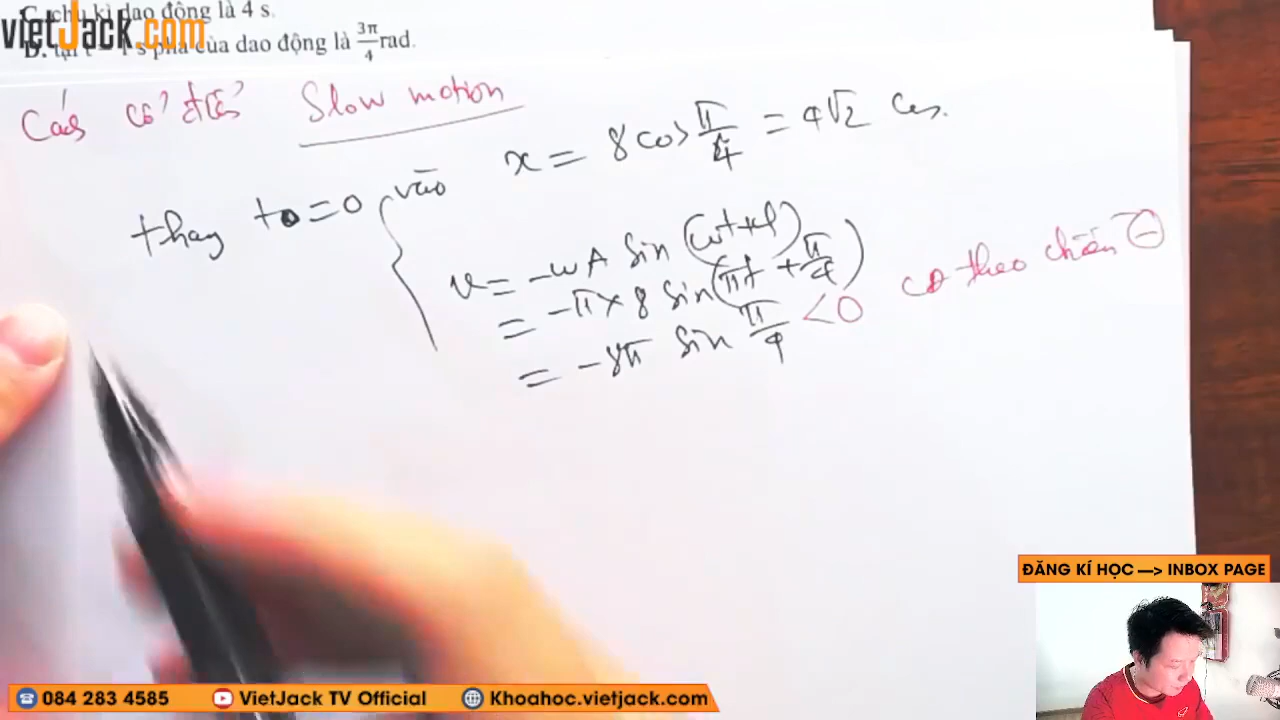 C. chu kì dao động là 4 s.
vietJack.com
D. tại t = 1 s pha của dao động là 3π/4 rad.
Cách cổ điển Slow motion
x = 8 cos π/4 = 4√2 cm.
thay t = 0 vào
v = -ωA sin (ωt + φ)
= -π × 8 sin (πt + π/4)
= -8π sin π/4 < 0 theo chiều ⊖
ĐĂNG KÍ HỌC —> INBOX PAGE
084 283 4585 VietJack TV Official Khoahoc.vietjack.com